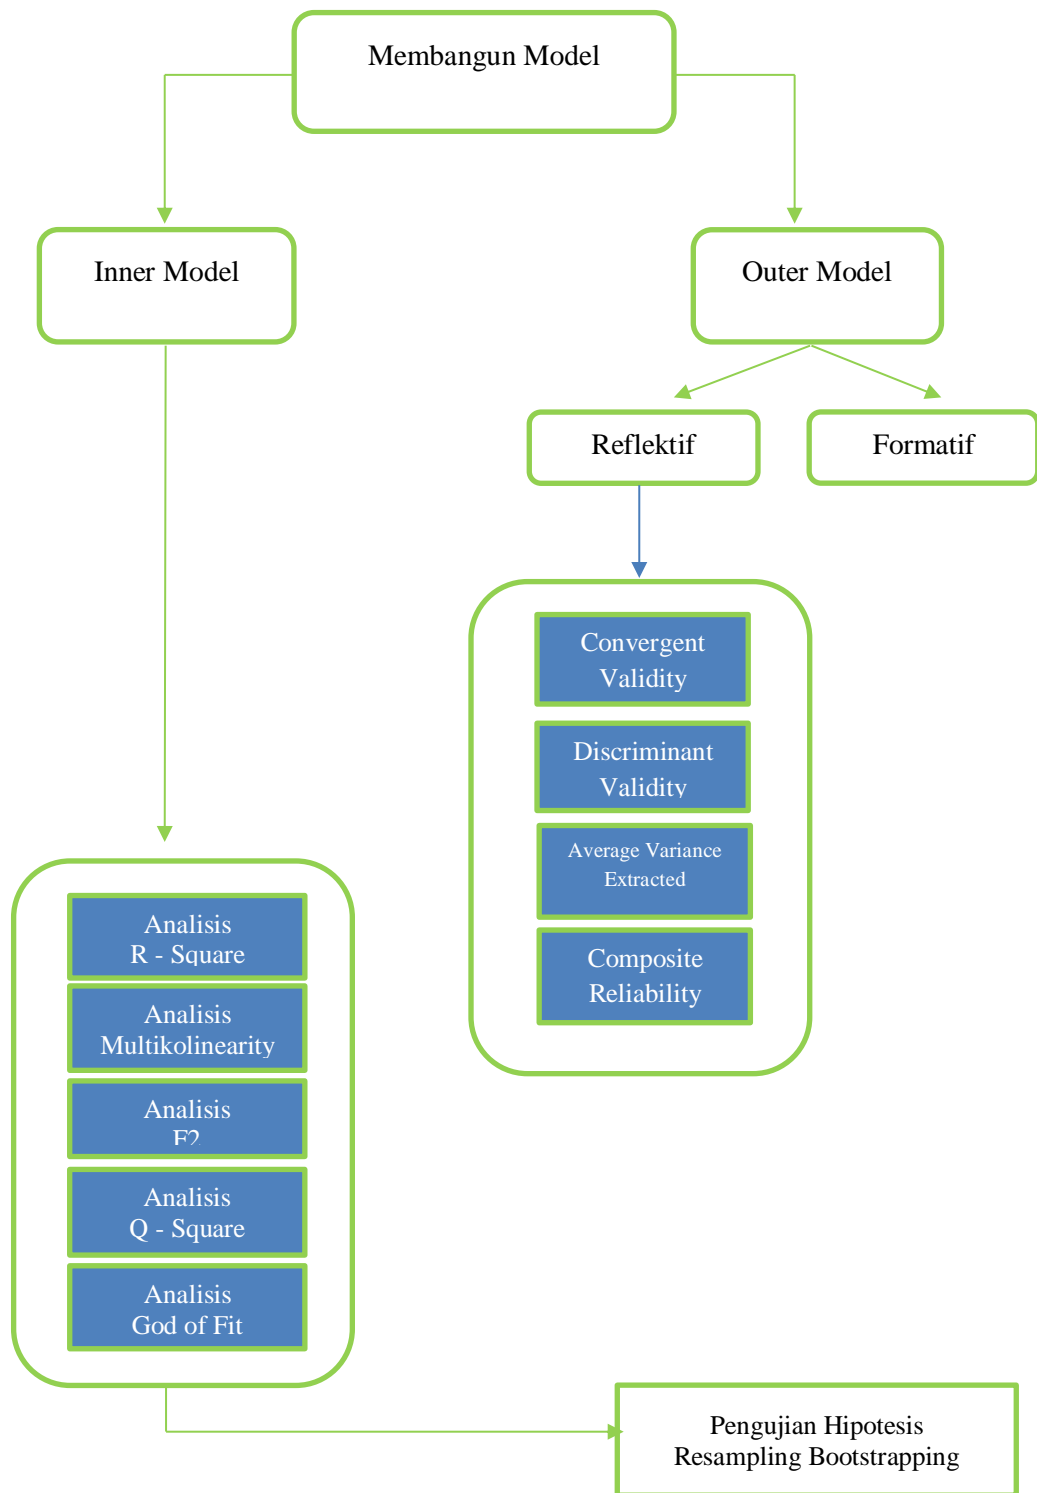 Membangun Model
Inner Model
Outer Model
Reflektif
Formatif
Convergent
Validity
Discriminant
Validity
Average Variance
Extracted
Composite
Reliability
Analisis
R - Square
Analisis
Multikolinearity
Analisis
F2
Analisis
Q - Square
Analisis
God of Fit
Pengujian Hipotesis
Resampling Bootstrapping